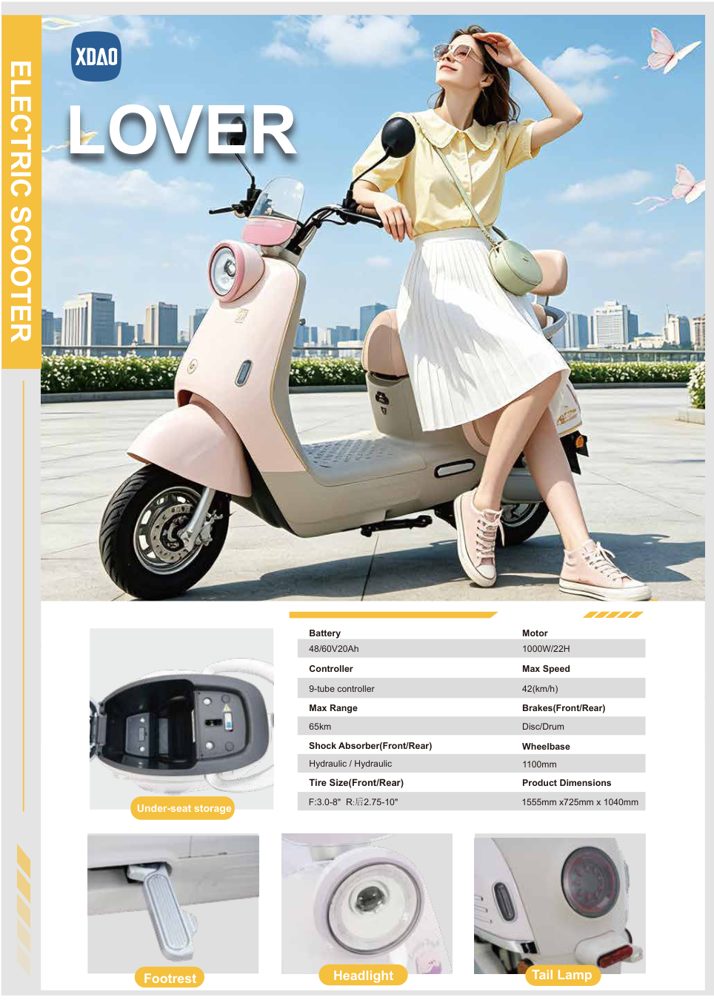 ELECTRIC SCOOTER
XDAO
LOVER
Battery
48/60V20Ah
Controller
9-tube controller
Max Range
65km
Shock Absorber(Front/Rear)
Hydraulic / Hydraulic
Tire Size(Front/Rear)
F:3.0-8" R:后2.75-10"
Motor
1000W/22H
Max Speed
42(km/h)
Brakes(Front/Rear)
Disc/Drum
Wheelbase
1100mm
Product Dimensions
1555mm x725mm x 1040mm
Under-seat storage
Footrest
Headlight
Tail Lamp